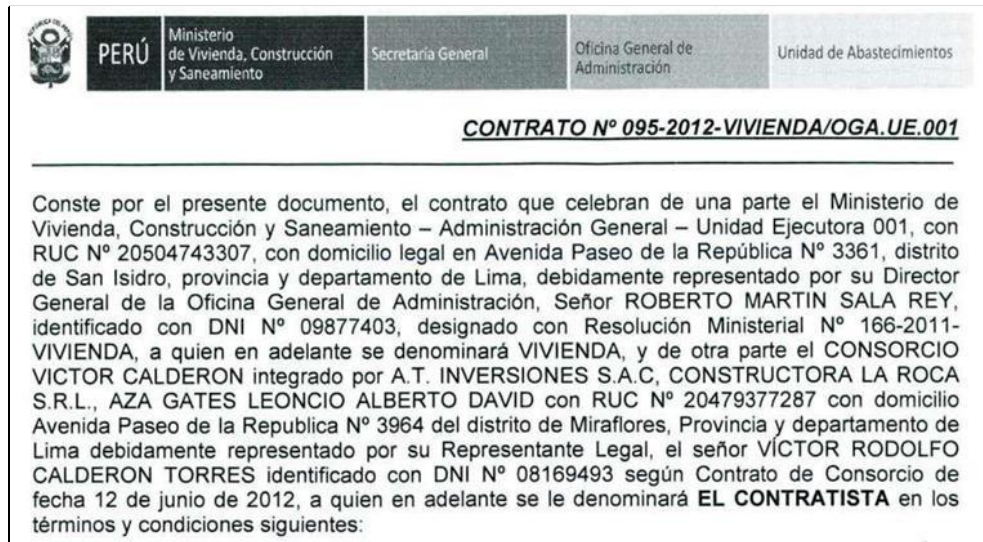 PERÚ
Ministerio
de Vivienda, Construcción
y Saneamiento
Secretaría General
Oficina General de
Administración
Unidad de Abastecimientos
CONTRATO Nº 095-2012-VIVIENDA/OGA.UE.001
Conste por el presente documento, el contrato que celebran de una parte el Ministerio de
Vivienda, Construcción y Saneamiento – Administración General – Unidad Ejecutora 001, con
RUC Nº 20504743307, con domicilio legal en Avenida Paseo de la República Nº 3361, distrito
de San Isidro, provincia y departamento de Lima, debidamente representado por su Director
General de la Oficina General de Administración, Señor ROBERTO MARTIN SALA REY,
identificado con DNI Nº 09877403, designado con Resolución Ministerial Nº 166-2011-
VIVIENDA, a quien en adelante se denominará VIVIENDA, y de otra parte el CONSORCIO
VICTOR CALDERON integrado por A.T. INVERSIONES S.A.C, CONSTRUCTORA LA ROCA
S.R.L., AZA GATES LEONCIO ALBERTO DAVID con RUC Nº 20479377287 con domicilio
Avenida Paseo de la Republica Nº 3964 del distrito de Miraflores, Provincia y departamento de
Lima debidamente representado por su Representante Legal, el señor VÍCTOR RODOLFO
CALDERON TORRES identificado con DNI Nº 08169493 según Contrato de Consorcio de
fecha 12 de junio de 2012, a quien en adelante se le denominará EL CONTRATISTA en los
términos y condiciones siguientes: